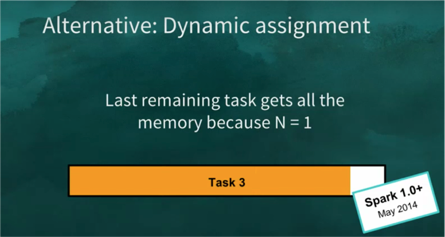 Alternative: Dynamic assignment
Last remaining task gets all the
memory because N = 1
Task 3
Spark 1.0+
May 2014